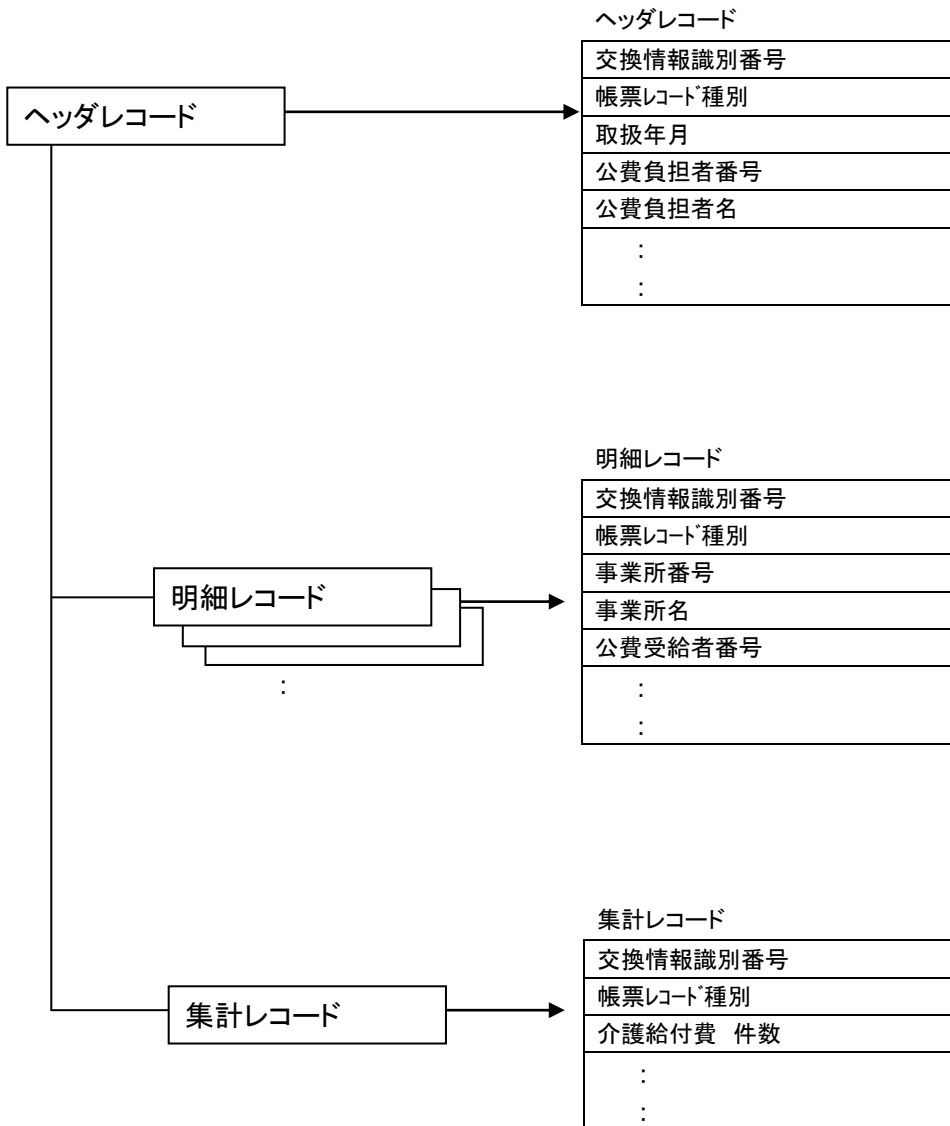 ヘッダレコード
ヘッダレコード
交換情報識別番号
帳票ﾚｺｰﾄﾞ種別
取扱年月
公費負担者番号
公費負担者名
:
:
明細レコード
:
明細レコード
交換情報識別番号
帳票ﾚｺｰﾄﾞ種別
事業所番号
事業所名
公費受給者番号
:
:
集計レコード
集計レコード
交換情報識別番号
帳票ﾚｺｰﾄﾞ種別
介護給付費　件数
:
: